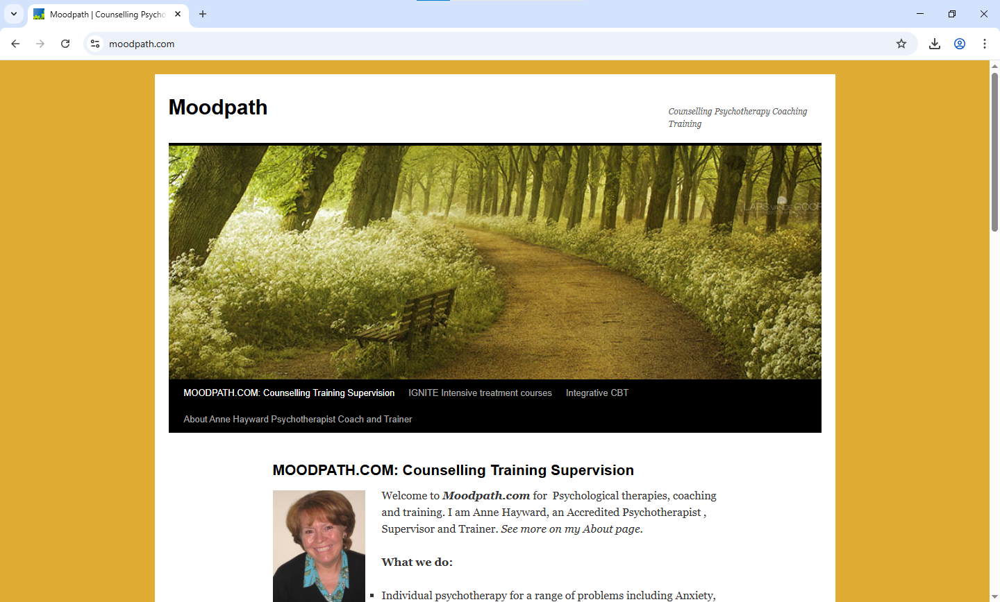 Moodpath | Counselling Psycho
moodpath.com
Moodpath
Counselling Psychotherapy Coaching
Training
LARS VAN DE GOOR
MOODPATH.COM: Counselling Training Supervision
IGNITE Intensive treatment courses
Integrative CBT
About Anne Hayward Psychotherapist Coach and Trainer
MOODPATH.COM: Counselling Training Supervision
Welcome to Moodpath.com for Psychological therapies, coaching
and training. I am Anne Hayward, an Accredited Psychotherapist ,
Supervisor and Trainer. See more on my About page.
What we do:
▪ Individual psychotherapy for a range of problems including Anxiety,